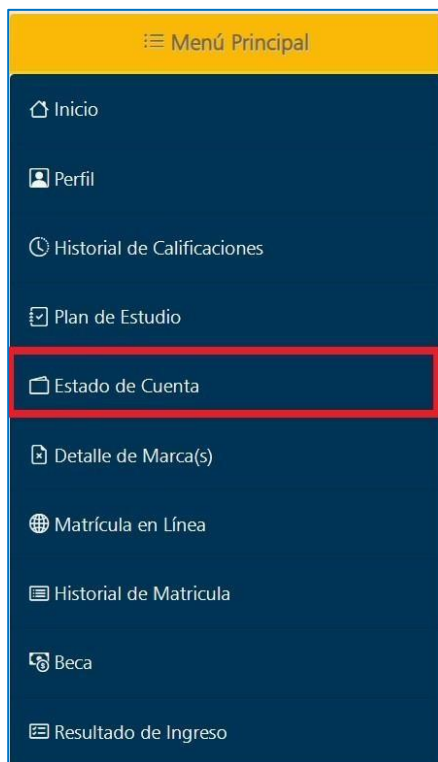 Menú Principal
Inicio
Perfil
Historial de Calificaciones
Plan de Estudio
Estado de Cuenta
Detalle de Marca(s)
Matrícula en Línea
Historial de Matricula
Beca
Resultado de Ingreso